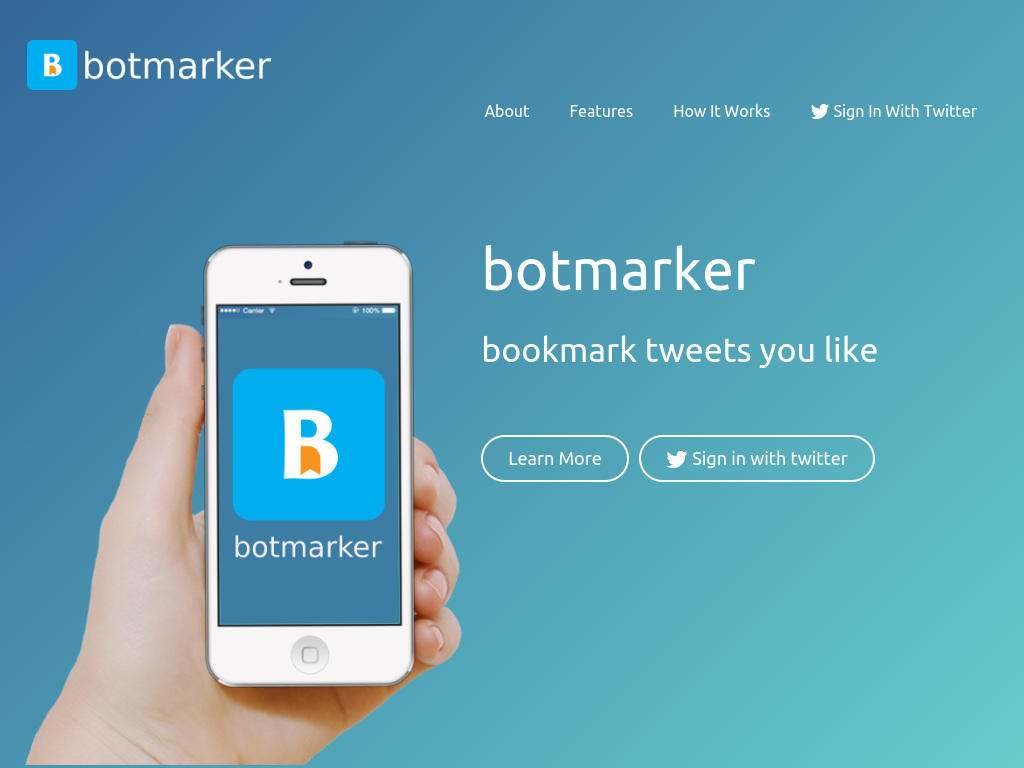 B botmarker
About Features How It Works Sign In With Twitter
botmarker
bookmark tweets you like
Learn More Sign in with twitter
Carrier 100%
B
botmarker